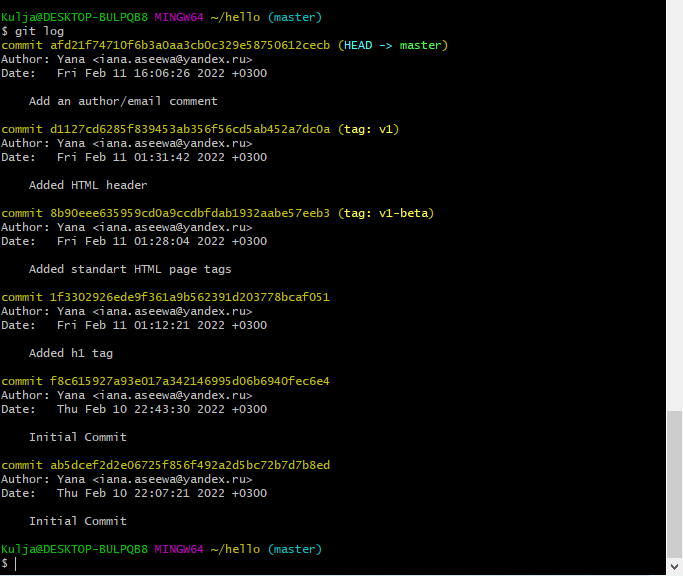 Kulja@DESKTOP-BULPQB8 MINGW64 ~/hello (master)
$ git log
commit afd21f74710f6b3a0aa3cb0c329e58750612cecb (HEAD -> master)
Author: Yana <iana.aseewa@yandex.ru>
Date:   Fri Feb 11 16:06:26 2022 +0300
    Add an author/email comment
commit d1127cd6285f839453ab356f56cd5ab452a7dc0a (tag: v1)
Author: Yana <iana.aseewa@yandex.ru>
Date:   Fri Feb 11 01:31:42 2022 +0300
    Added HTML header
commit 8b90eee635959cd0a9ccdbfdab1932aabe57eeb3 (tag: v1-beta)
Author: Yana <iana.aseewa@yandex.ru>
Date:   Fri Feb 11 01:28:04 2022 +0300
    Added standart HTML page tags
commit 1f3302926ede9f361a9b562391d203778bcaf051
Author: Yana <iana.aseewa@yandex.ru>
Date:   Fri Feb 11 01:12:21 2022 +0300
    Added h1 tag
commit f8c615927a93e017a342146995d06b6940fec6e4
Author: Yana <iana.aseewa@yandex.ru>
Date:   Thu Feb 10 22:43:30 2022 +0300
    Initial Commit
commit ab5dcef2d2e06725f856f492a2d5bc72b7d7b8ed
Author: Yana <iana.aseewa@yandex.ru>
Date:   Thu Feb 10 22:07:21 2022 +0300
    Initial Commit
Kulja@DESKTOP-BULPQB8 MINGW64 ~/hello (master)
$